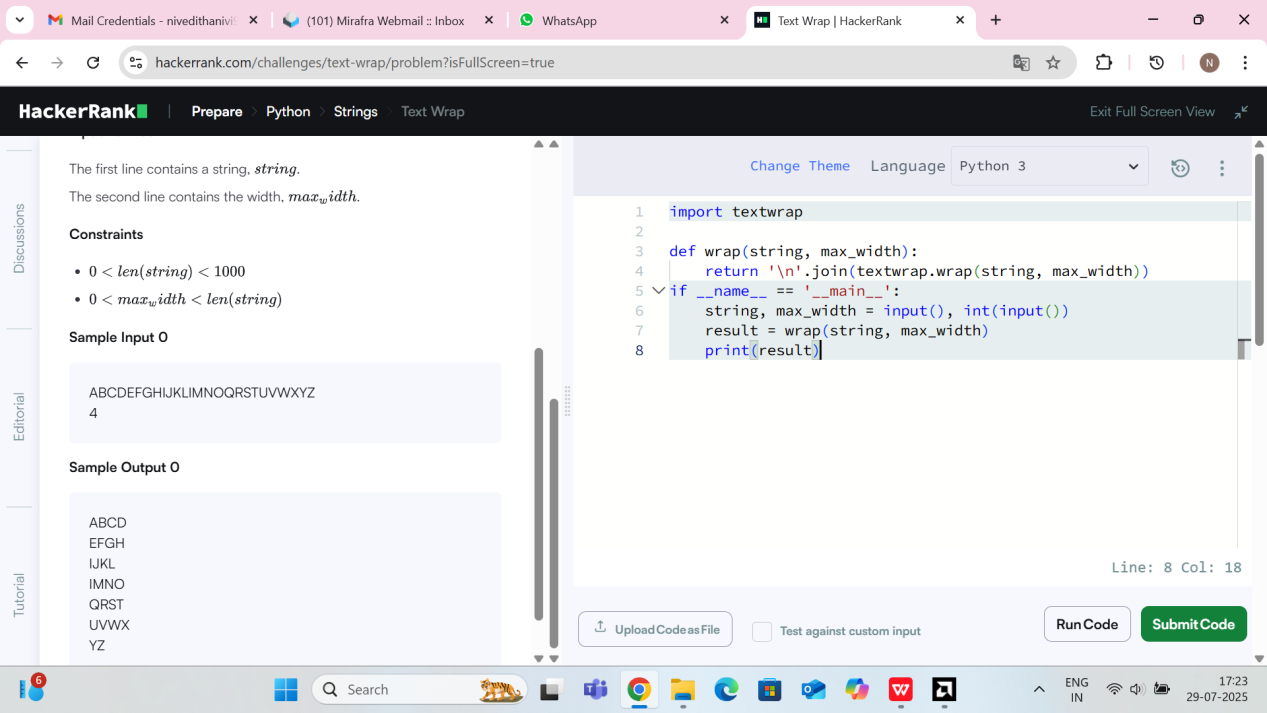 Mail Credentials - nivedithanivi
(101) Mirafra Webmail :: Inbox
WhatsApp
Text Wrap | HackerRank
hackerrank.com/challenges/text-wrap/problem?isFullScreen=true
N
HackerRank
Prepare
Python
Strings
Text Wrap
Exit Full Screen View
Discussions
Editorial
Tutorial
The first line contains a string, string.
The second line contains the width, max_width.
Constraints
• 0 < len(string) < 1000
• 0 < max_width < len(string)
Sample Input 0
ABCDEFGHIJKLIMNOQRSTUVWXYZ
4
Sample Output 0
ABCD
EFGH
IJKL
IMNO
QRST
UVWX
YZ
Change Theme
Language
Python 3
1 import textwrap
2
3 def wrap(string, max_width):
4     return '\n'.join(textwrap.wrap(string, max_width))
5 if __name__ == '__main__':
6     string, max_width = input(), int(input())
7     result = wrap(string, max_width)
8     print(result)
Line: 8 Col: 18
Upload Code as File
Test against custom input
Run Code
Submit Code
6
Search
ENG
IN
17:23
29-07-2025